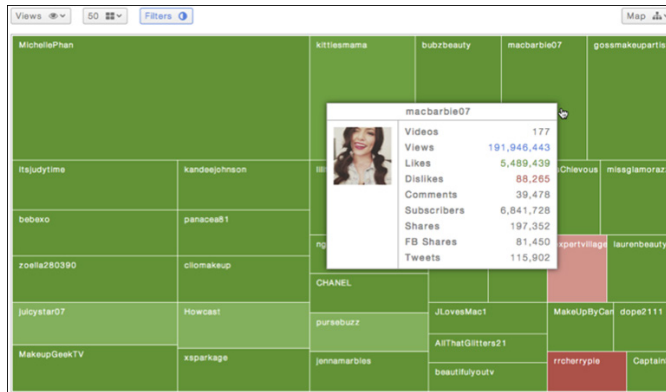 Views
50
Filters
Map
MichellePhan
kittiesmama
bubzbeauty
macbarbie07
gossmakeupartis
macbarbie07
Videos 177
Views 191,946,443
Likes 5,489,439
Dislikes 88,265
Comments 39,478
Subscribers 6,841,728
Shares 197,352
FB Shares 81,450
Tweets 115,902
itsjudytime
kandeejohnson
Chievous
missglamoraz
bebexo
panacea81
ng
xpertvillage
laurenbeauty
zoella280390
cliomakeup
CHANEL
juicystar07
Howcast
pursebuzz
JLovesMac1
MakeUpByCar
dope2111
AllThatGlitters21
MakeupGeekTV
xsparkage
jennamarbles
beautifulyoutv
rrcherrypie
Captain